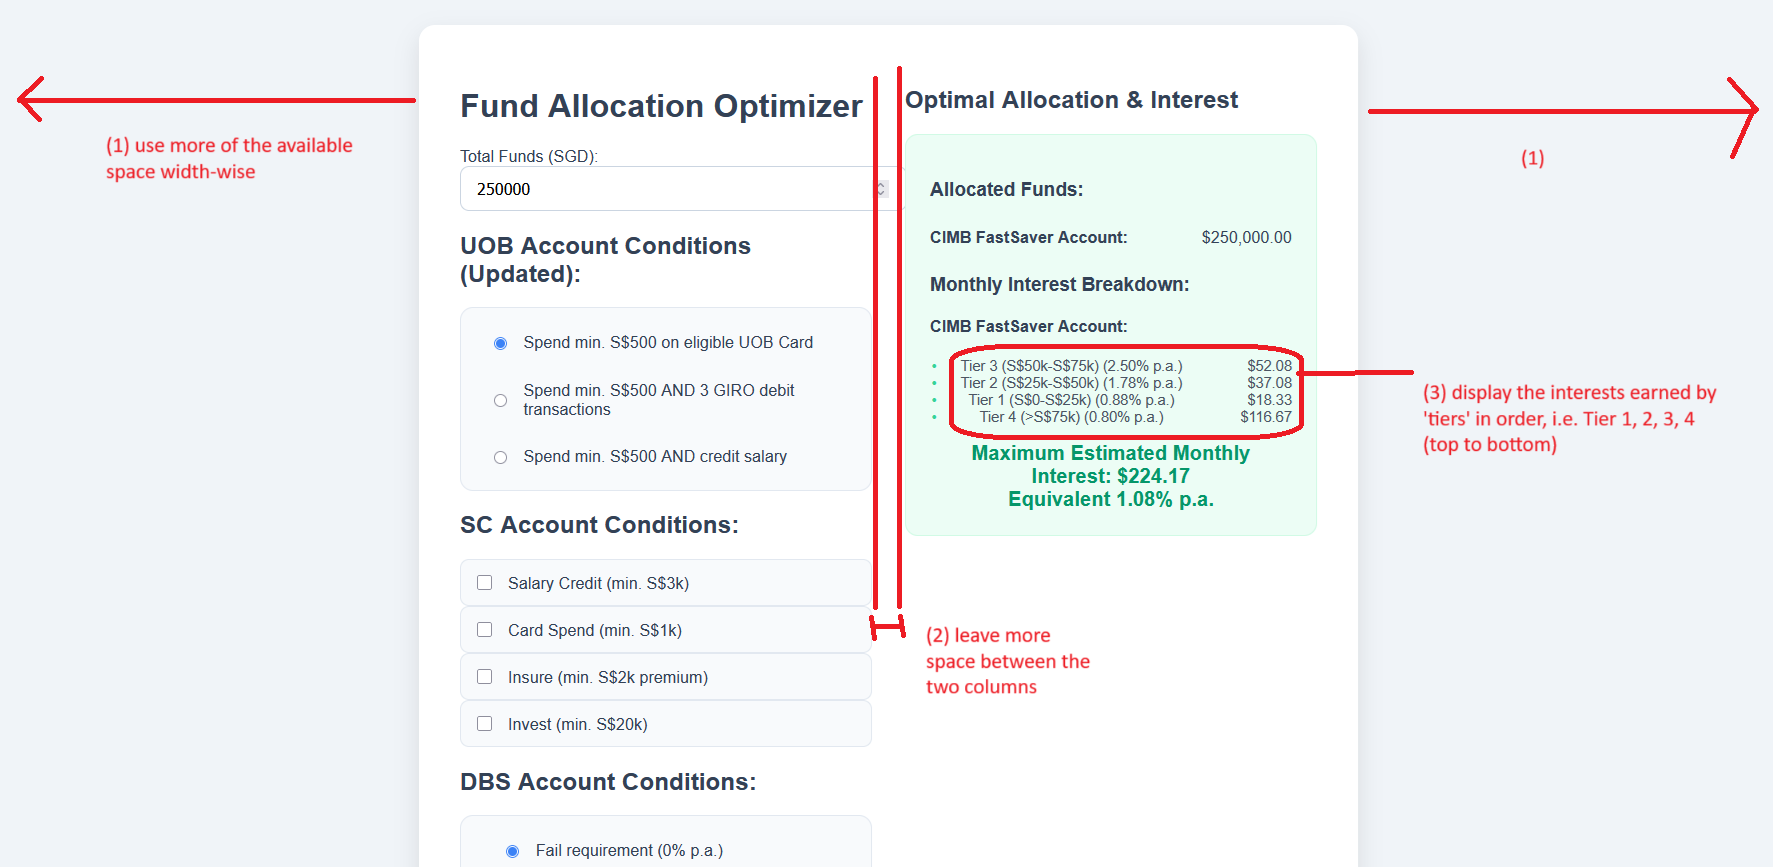 Fund Allocation Optimizer
Total Funds (SGD):
250000
UOB Account Conditions
(Updated):
Spend min. S$500 on eligible UOB Card
Spend min. S$500 AND 3 GIRO debit
transactions
Spend min. S$500 AND credit salary
SC Account Conditions:
Salary Credit (min. S$3k)
Card Spend (min. S$1k)
Insure (min. S$2k premium)
Invest (min. S$20k)
DBS Account Conditions:
Fail requirement (0% p.a.)
Optimal Allocation & Interest
Allocated Funds:
CIMB FastSaver Account: $250,000.00
Monthly Interest Breakdown:
CIMB FastSaver Account:
Tier 3 (S$50k-S$75k) (2.50% p.a.) $52.08
Tier 2 (S$25k-S$50k) (1.78% p.a.) $37.08
Tier 1 (S$0-S$25k) (0.88% p.a.) $18.33
Tier 4 (>S$75k) (0.80% p.a.) $116.67
Maximum Estimated Monthly
Interest: $224.17
Equivalent 1.08% p.a.
(1) use more of the available
space width-wise
(1)
(2) leave more
space between the
two columns
(3) display the interests earned by
'tiers' in order, i.e. Tier 1, 2, 3, 4
(top to bottom)